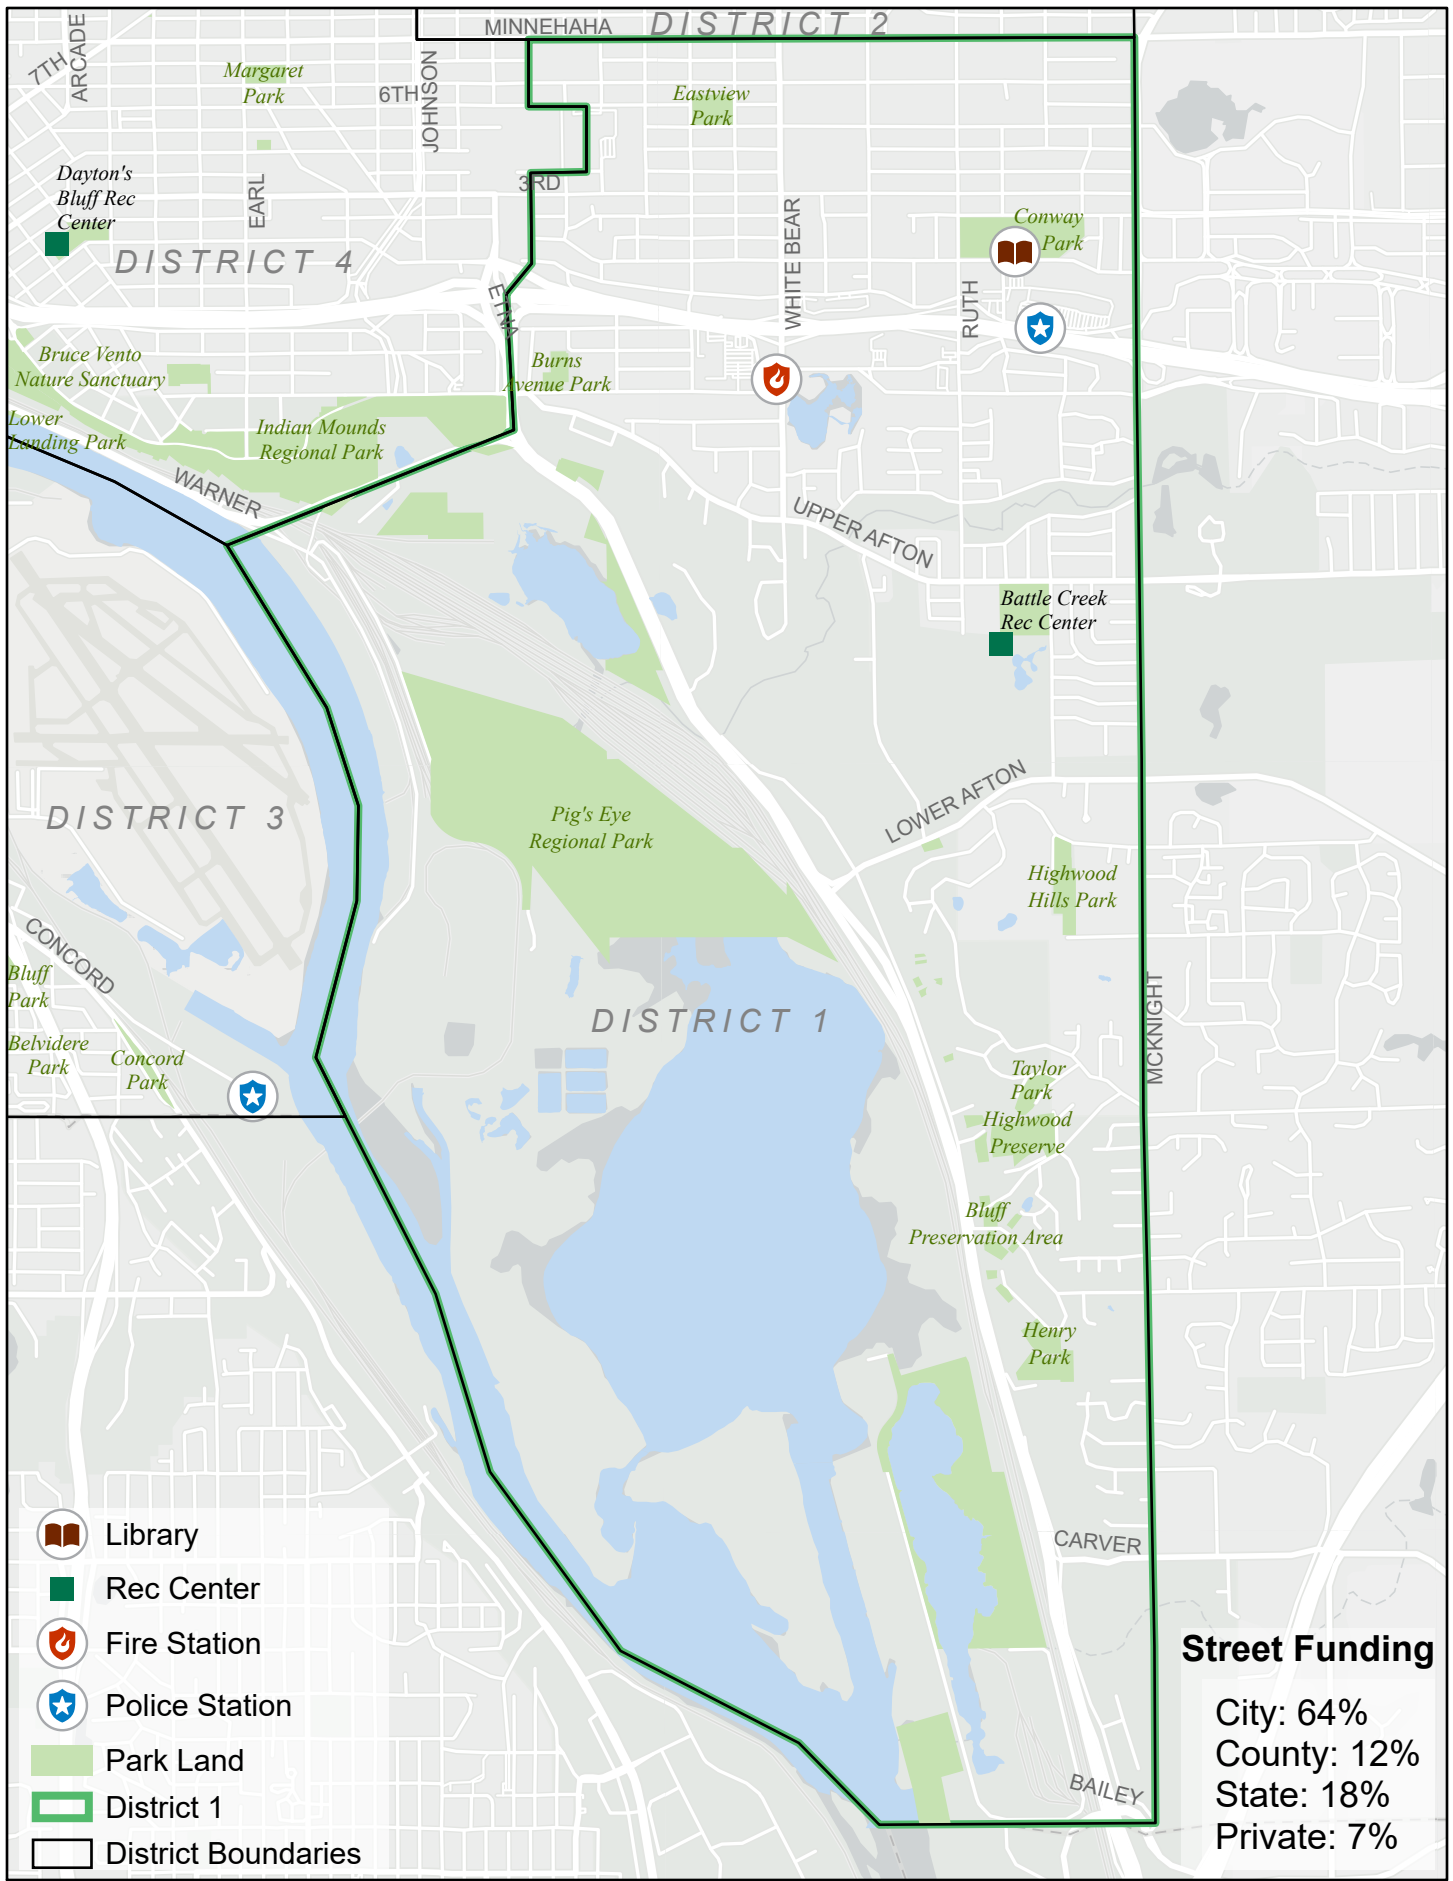 MINNEHAHA
DISTRICT 2
ARCADE
7TH
Margaret
Park
6TH
JOHNSON
Eastview
Park
Dayton's
Bluff Rec
Center
EARL
3RD
DISTRICT 4
WHITE BEAR
Conway
Park
RUTH
ETNA
Bruce Vento
Nature Sanctuary
Burns
Avenue Park
Lower
Landing Park
Indian Mounds
Regional Park
WARNER
UPPER AFTON
Battle Creek
Rec Center
DISTRICT 3
Pig's Eye
Regional Park
LOWER AFTON
Highwood
Hills Park
CONCORD
Bluff
Park
DISTRICT 1
MCKNIGHT
Belvidere
Park
Concord
Park
Taylor
Park
Highwood
Preserve
Bluff
Preservation Area
Henry
Park
CARVER
BAILEY
Library
Rec Center
Fire Station
Police Station
Park Land
District 1
District Boundaries
Street Funding
City: 64%
County: 12%
State: 18%
Private: 7%